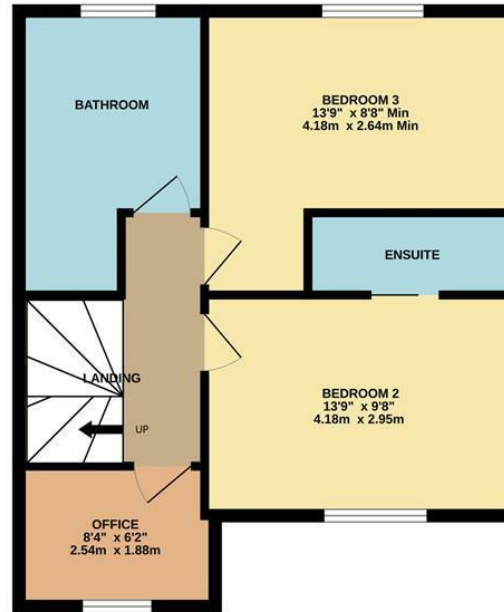 BATHROOM
BEDROOM 3
13'9" x 8'8" Min
4.18m x 2.64m Min
ENSUITE
LANDING
UP
BEDROOM 2
13'9" x 9'8"
4.18m x 2.95m
OFFICE
8'4" x 6'2"
2.54m x 1.88m